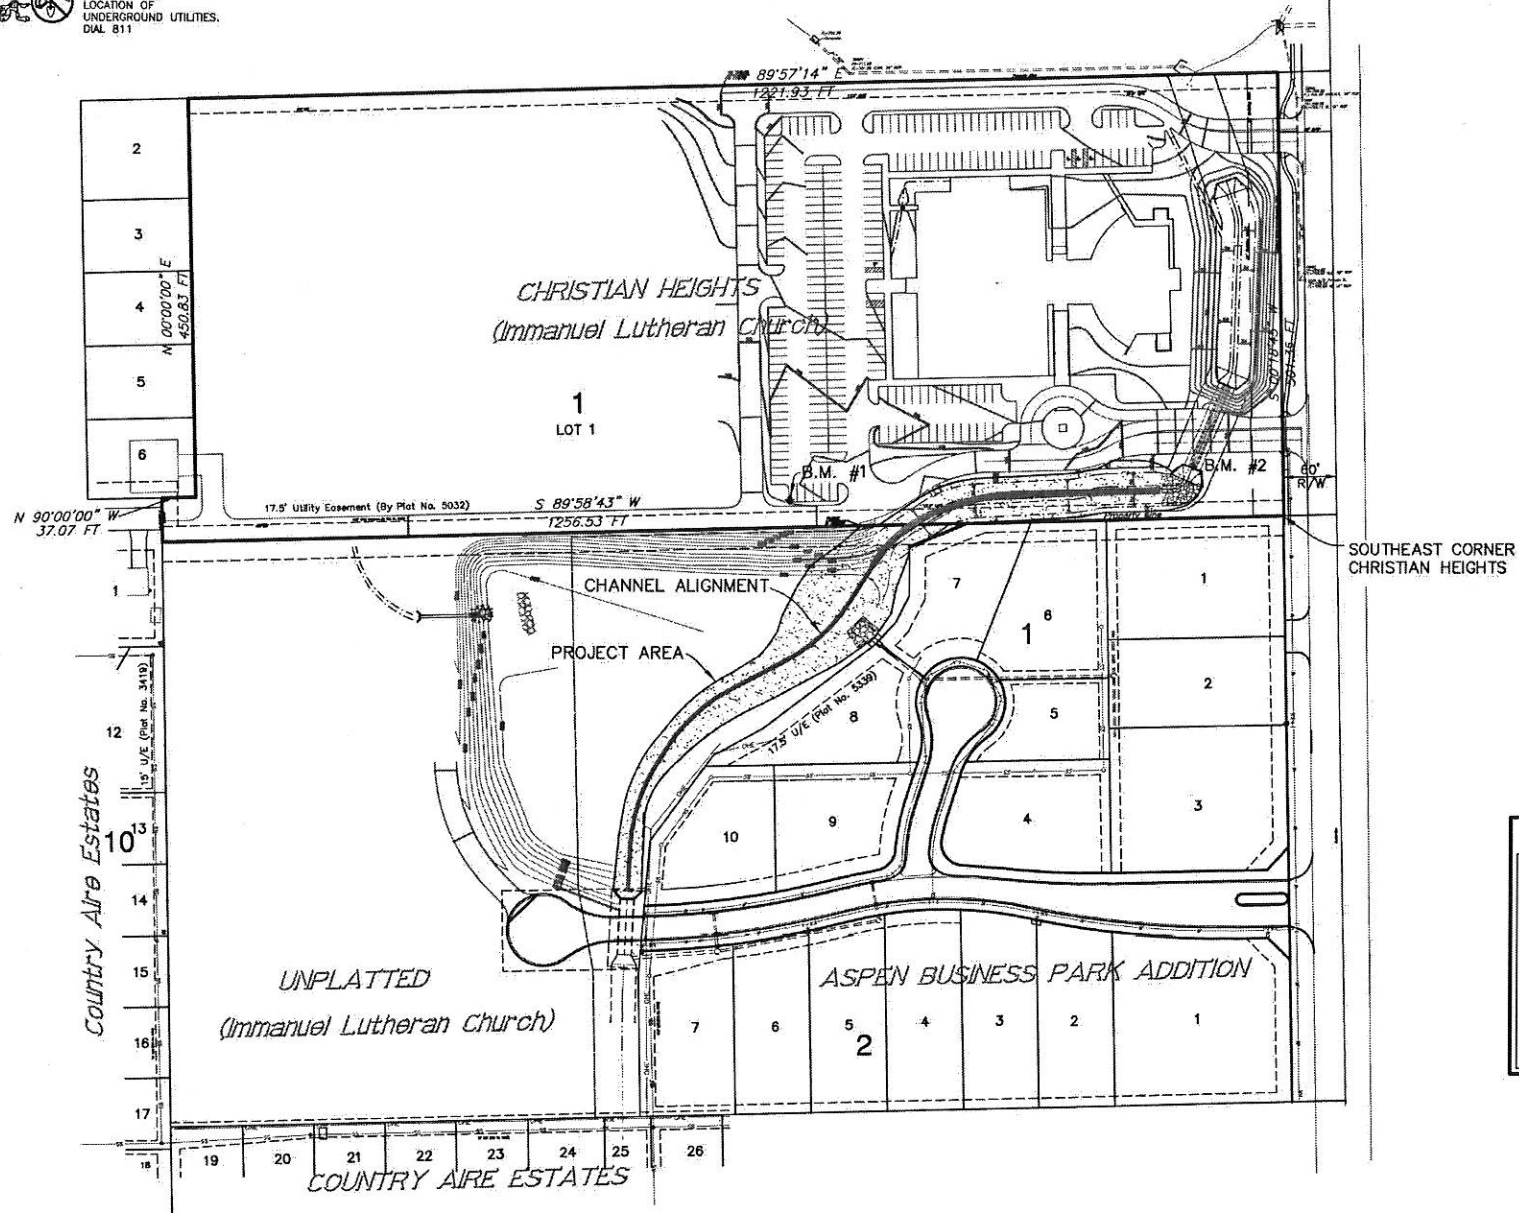 LOCATION OF
UNDERGROUND UTILITIES.
DIAL 811
89°57'14" E
1221.93 FT
2
3
4
5
6
N 00°00'00" E
450.83 FT
CHRISTIAN HEIGHTS
(Immanuel Lutheran Church)
1
LOT 1
S 00°18'45" W
B.M. #1
B.M. #2
60'
R/W
17.5' Utility Easement (By Plat No. 5032)
S 89°58'43" W
1256.53 FT
N 90°00'00" W
37.07 FT
Property Line
SOUTHEAST CORNER
CHRISTIAN HEIGHTS
CHANNEL ALIGNMENT
PROJECT AREA
17.5' U/E (Plat No. 5339)
1
7
6
1
1
2
5
8
3
4
9
10
12
15' U/E (Plat No. 3419)
Country Aire Estates
10
13
14
15
16
17
18
UNPLATTED
(Immanuel Lutheran Church)
ASPEN BUSINESS PARK ADDITION
7
6
5
4
3
2
1
2
19
20
21
22
23
24
25
26
COUNTRY AIRE ESTATES